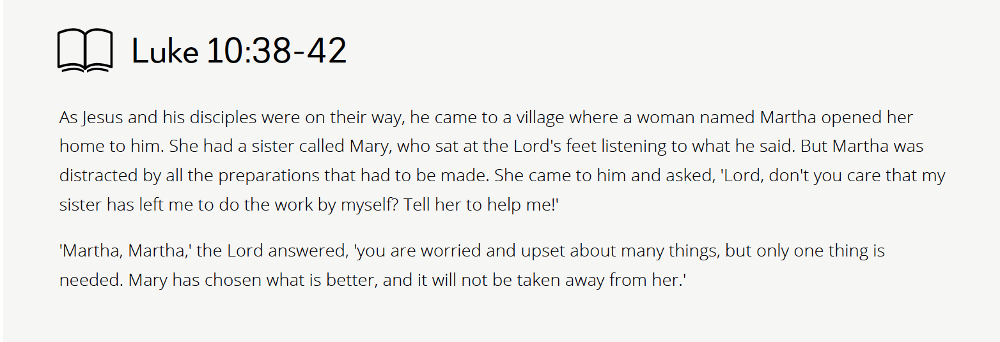 Luke 10:38-42
As Jesus and his disciples were on their way, he came to a village where a woman named Martha opened her
home to him. She had a sister called Mary, who sat at the Lord's feet listening to what he said. But Martha was
distracted by all the preparations that had to be made. She came to him and asked, 'Lord, don't you care that my
sister has left me to do the work by myself? Tell her to help me!'
'Martha, Martha,' the Lord answered, 'you are worried and upset about many things, but only one thing is
needed. Mary has chosen what is better, and it will not be taken away from her.'